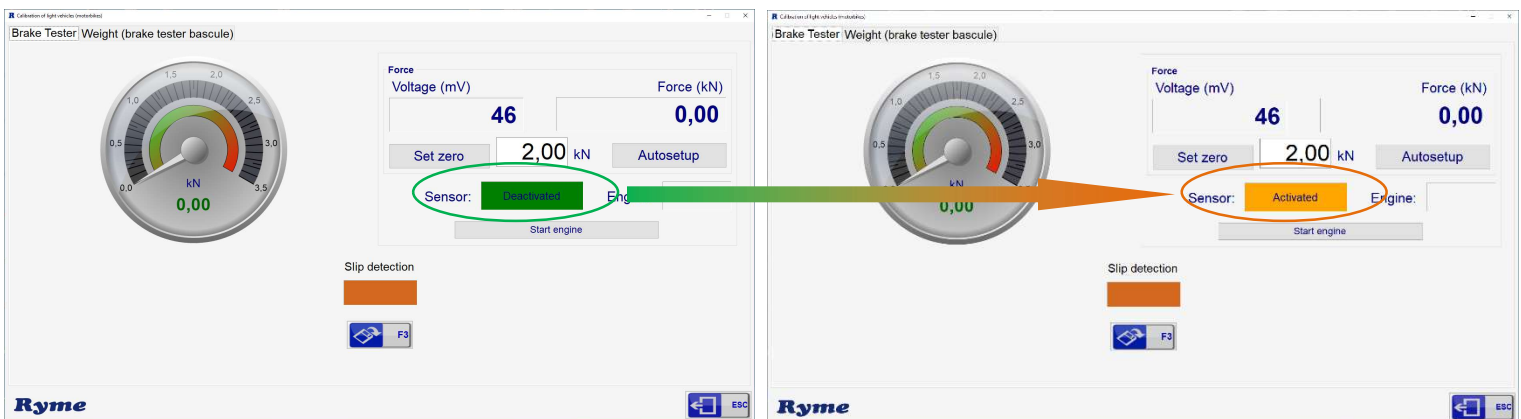 Calibration of light vehicles (motorbikes)
Brake Tester Weight (brake tester bascule)
0,0
0,5
1,0
1,5
2,0
2,5
3,0
3,5
kN
0,00
Force
Voltage (mV) Force (kN)
46 0,00
Set zero 2,00 kN Autosetup
Sensor: Deactivated Eng
Start engine
Slip detection
F3
Ryme
ESC
Calibration of light vehicles (motorbikes)
Brake Tester Weight (brake tester bascule)
0,5
1,0
1,5
2,0
2,5
3,0
kN
0,00
Force
Voltage (mV) Force (kN)
46 0,00
Set zero 2,00 kN Autosetup
Sensor: Activated Engine:
Start engine
Slip detection
F3
Ryme
ESC